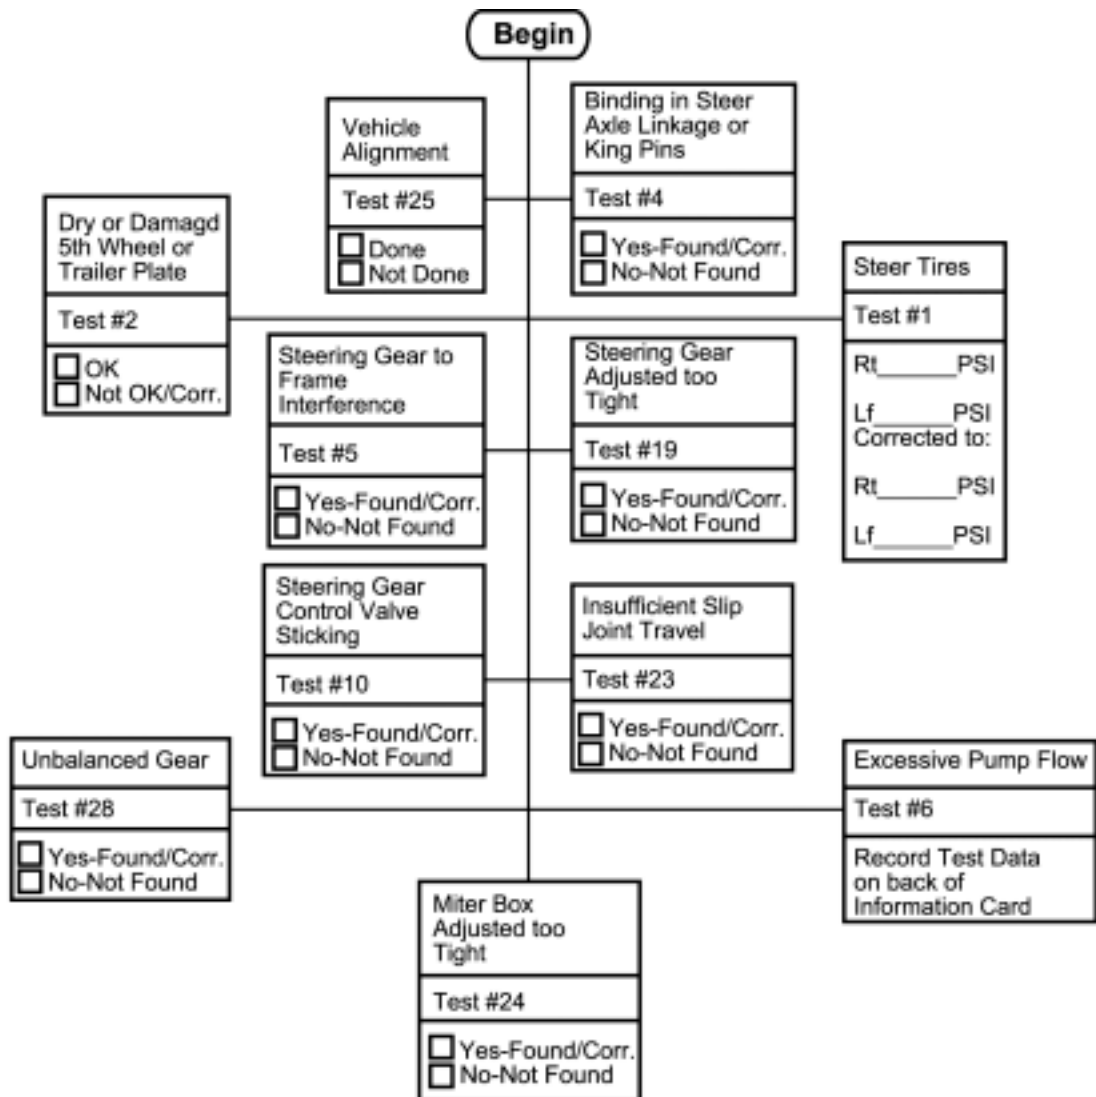 Begin
Vehicle
Alignment
Test #25
Done
Not Done
Binding in Steer
Axle Linkage or
King Pins
Test #4
Yes-Found/Corr.
No-Not Found
Dry or Damagd
5th Wheel or
Trailer Plate
Test #2
OK
Not OK/Corr.
Steer Tires
Test #1
Rt______PSI
Lf______PSI
Corrected to:
Rt______PSI
Lf______PSI
Steering Gear to
Frame
Interference
Test #5
Yes-Found/Corr.
No-Not Found
Steering Gear
Adjusted too
Tight
Test #19
Yes-Found/Corr.
No-Not Found
Steering Gear
Control Valve
Sticking
Test #10
Yes-Found/Corr.
No-Not Found
Insufficient Slip
Joint Travel
Test #23
Yes-Found/Corr.
No-Not Found
Unbalanced Gear
Test #28
Yes-Found/Corr.
No-Not Found
Excessive Pump Flow
Test #6
Record Test Data
on back of
Information Card
Miter Box
Adjusted too
Tight
Test #24
Yes-Found/Corr.
No-Not Found